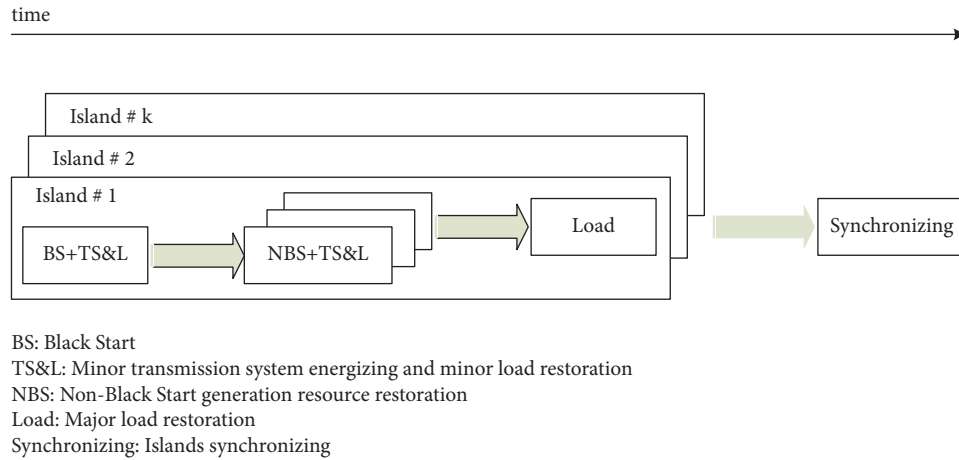 time
Island # k
Island # 2
Island # 1
BS+TS&L
NBS+TS&L
Load
Synchronizing
BS: Black Start
TS&L: Minor transmission system energizing and minor load restoration
NBS: Non-Black Start generation resource restoration
Load: Major load restoration
Synchronizing: Islands synchronizing